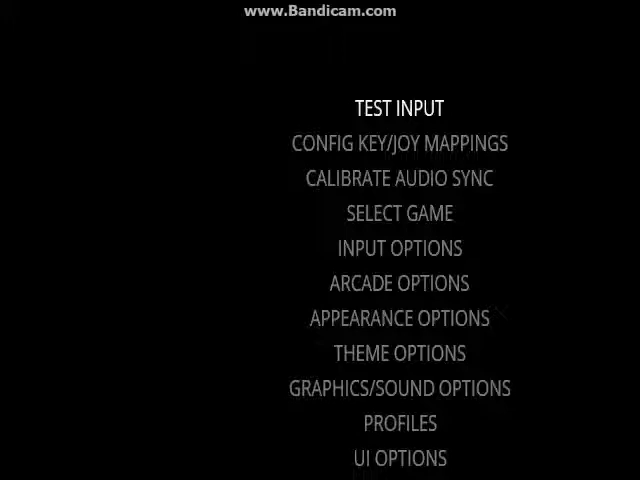 www.Bandicam.com
TEST INPUT
CONFIG KEY/JOY MAPPINGS
CALIBRATE AUDIO SYNC
SELECT GAME
INPUT OPTIONS
ARCADE OPTIONS
APPEARANCE OPTIONS
THEME OPTIONS
GRAPHICS/SOUND OPTIONS
PROFILES
UI OPTIONS